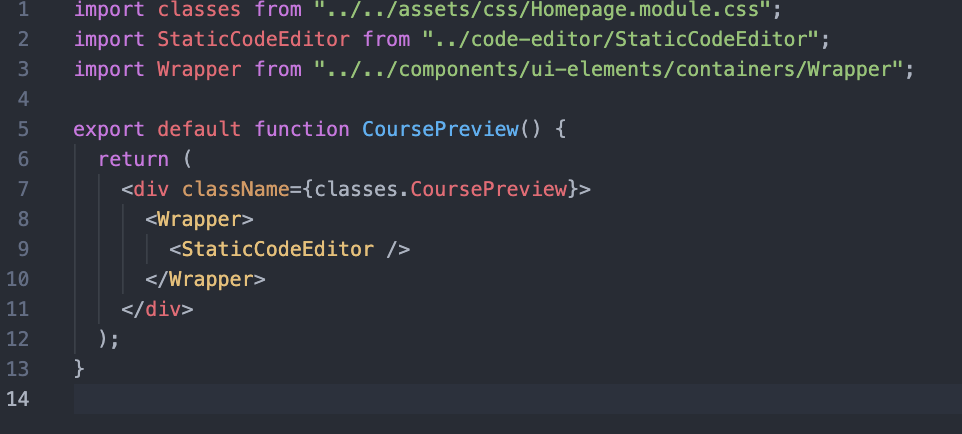 1 import classes from "../../assets/css/Homepage.module.css";
2 import StaticCodeEditor from "../code-editor/StaticCodeEditor";
3 import Wrapper from "../../components/ui-elements/containers/Wrapper";
4
5 export default function CoursePreview() {
6   return (
7     <div className={classes.CoursePreview}>
8       <Wrapper>
9         <StaticCodeEditor />
10       </Wrapper>
11     </div>
12   );
13 }
14